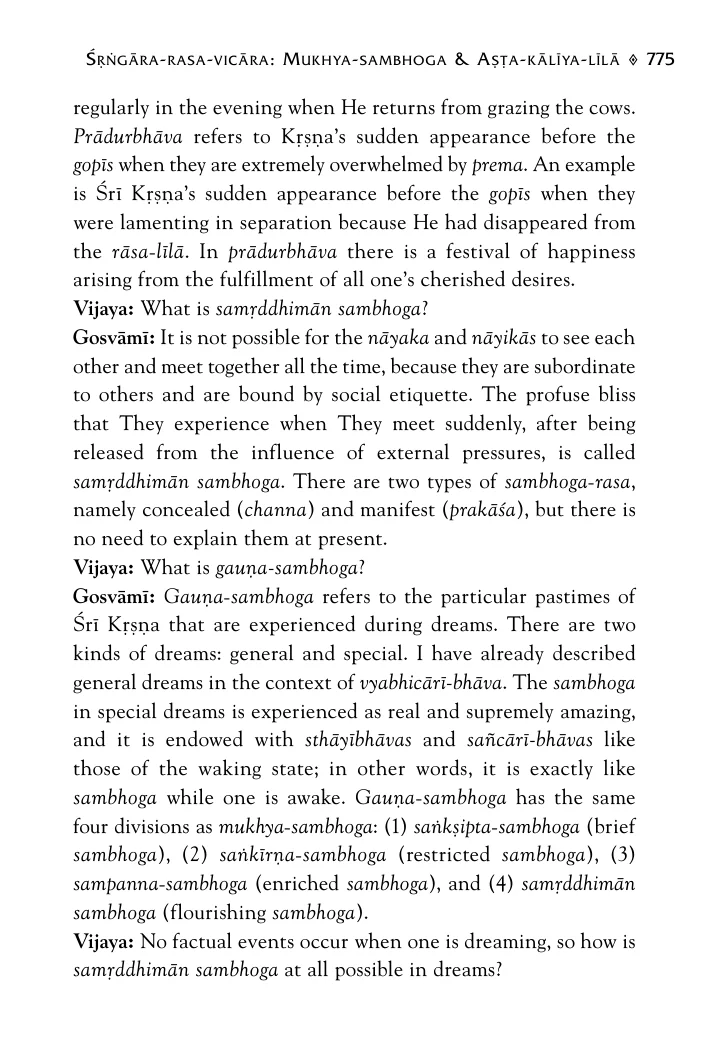 Śṛṅgāra-rasa-vicāra: Mukhya-sambhoga & Aṣṭa-kālīya-līlā ◈ 775
regularly in the evening when He returns from grazing the cows.
Prādurbhāva refers to Kṛṣṇa’s sudden appearance before the
gopīs when they are extremely overwhelmed by prema. An example
is Śrī Kṛṣṇa’s sudden appearance before the gopīs when they
were lamenting in separation because He had disappeared from
the rāsa-līlā. In prādurbhāva there is a festival of happiness
arising from the fulfillment of all one’s cherished desires.
Vijaya: What is samṛddhimān sambhoga?
Gosvāmī: It is not possible for the nāyaka and nāyikās to see each
other and meet together all the time, because they are subordinate
to others and are bound by social etiquette. The profuse bliss
that They experience when They meet suddenly, after being
released from the influence of external pressures, is called
samṛddhimān sambhoga. There are two types of sambhoga-rasa,
namely concealed (channa) and manifest (prakāśa), but there is
no need to explain them at present.
Vijaya: What is gauṇa-sambhoga?
Gosvāmī: Gauṇa-sambhoga refers to the particular pastimes of
Śrī Kṛṣṇa that are experienced during dreams. There are two
kinds of dreams: general and special. I have already described
general dreams in the context of vyabhicārī-bhāva. The sambhoga
in special dreams is experienced as real and supremely amazing,
and it is endowed with sthāyībhāvas and sañcārī-bhāvas like
those of the waking state; in other words, it is exactly like
sambhoga while one is awake. Gauṇa-sambhoga has the same
four divisions as mukhya-sambhoga: (1) saṅkṣipta-sambhoga (brief
sambhoga), (2) saṅkīrṇa-sambhoga (restricted sambhoga), (3)
sampanna-sambhoga (enriched sambhoga), and (4) samṛddhimān
sambhoga (flourishing sambhoga).
Vijaya: No factual events occur when one is dreaming, so how is
samṛddhimān sambhoga at all possible in dreams?